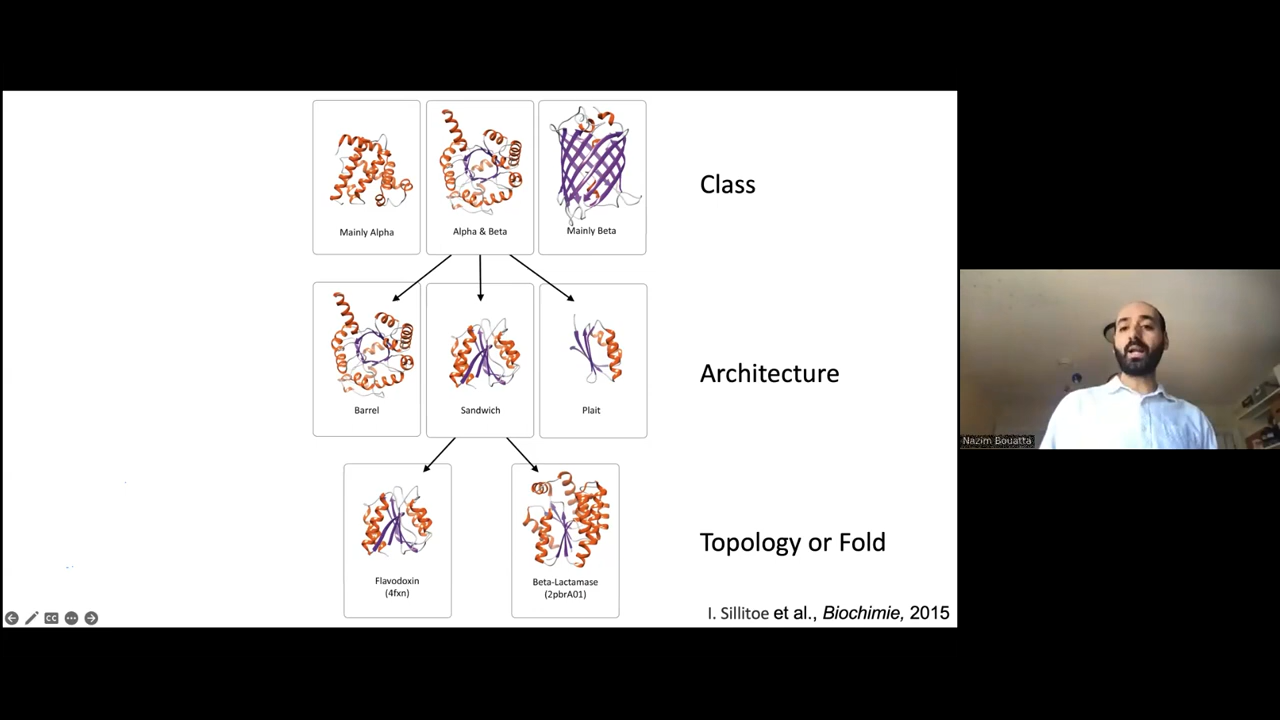 Mainly Alpha
Alpha & Beta
Mainly Beta
Class
Barrel
Sandwich
Plait
Architecture
Flavodoxin
(4fxn)
Beta-Lactamase
(2pbrA01)
Topology or Fold
I. Sillitoe et al., Biochimie, 2015
CC
Nazim Bouatta